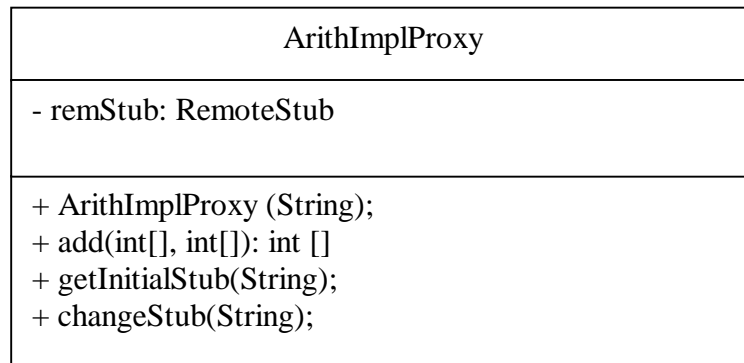 ArithImplProxy
- remStub: RemoteStub
+ ArithImplProxy (String);
+ add(int[], int[]): int []
+ getInitialStub(String);
+ changeStub(String);